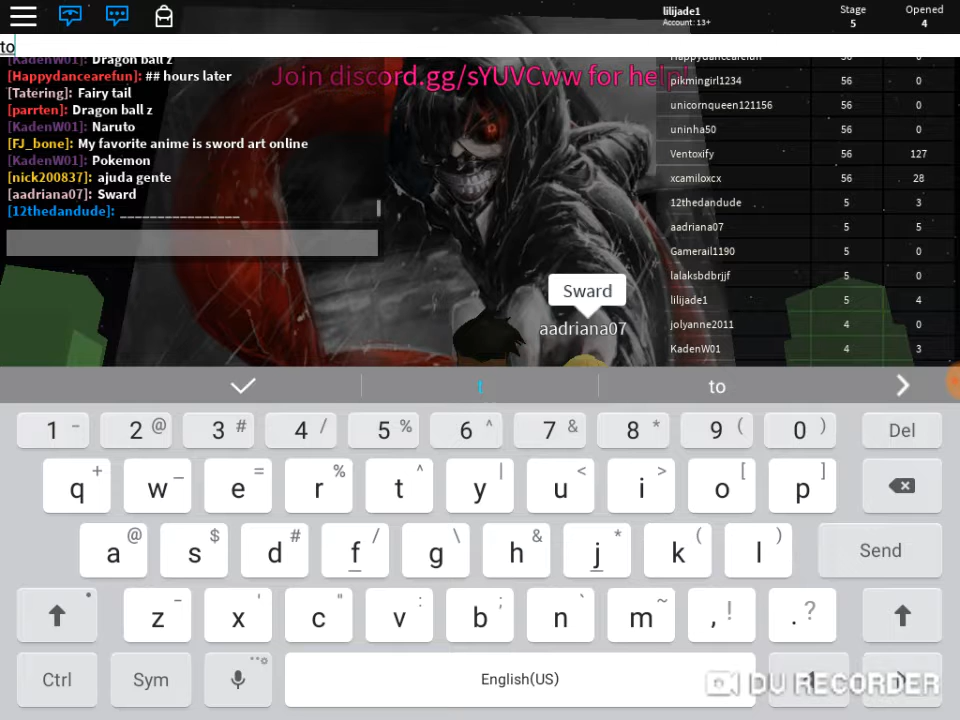 lilijade1
Account: 13+
Stage
5
Opened
4
to
[KadenW01]: Dragon ball z
[Happydancearefun]: ## hours later
[Tatering]: Fairy tail
[parrten]: Dragon ball z
[KadenW01]: Naruto
[FJ_bone]: My favorite anime is sword art online
[KadenW01]: Pokemon
[nick200837]: ajuda gente
[aadriana07]: Sward
[12thedandude]: ________________
Join discord.gg/sYUVCww for help!
Happydancearefun 56 0
pikmingirl1234 56 0
unicornqueen121156 56 0
uninha50 56 0
Ventoxify 56 127
xcamiloxcx 56 28
12thedandude 5 3
aadriana07 5 5
Gamerail1190 5 0
lalaksbdbrjjf 5 0
lilijade1 5 4
jolyanne2011 4 0
KadenW01 4 3
Sward
aadriana07
t to
1 - 2 @ 3 # 4 / 5 % 6 ^ 7 & 8 * 9 ( 0 ) Del
q + w _ e = r % t ^ y | u < i > o [ p ]
a @ s $ d # f / g \ h & j * k ( l ) Send
z - x ' c " v : b ; n ` m ~ , ! . ?
Ctrl Sym English(US)
DU RECORDER